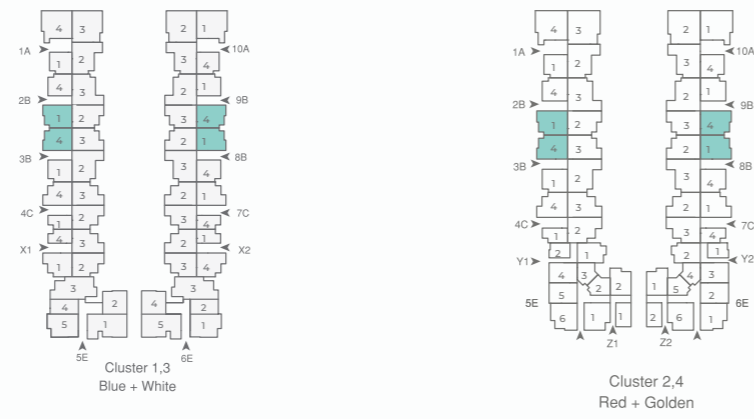 4 3 2 1 4 3 2 1
1A 10A 1A 10A
1 2 3 4 1 2 3 4
4 3 2 1 4 3 2 1
2B 9B 2B 9B
1 2 3 4 1 2 3 4
4 3 2 1 4 3 2 1
3B 8B 3B 8B
1 2 3 4 1 2 3 4
4 3 2 1 4 3 2 1
4C 7C 4C 7C
1 2 3 4 1 2 3 4
4 3 2 1 2 1 2 1
X1 X2 Y1 Y2
1 2 3 4 4 3 2 2 1 5 4 3
3 3 5E 5 2 6E
4 2 4 2 6 1 1 2 6 1
5 1 5 1 Z1 Z2
5E 6E
Cluster 1,3
Blue + White
Cluster 2,4
Red + Golden